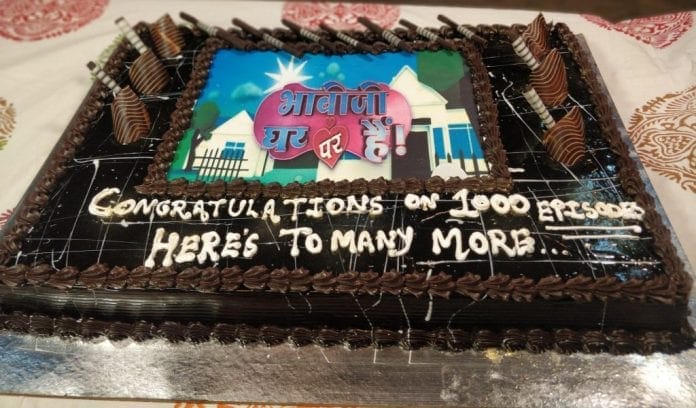 भाबीजी
घर पर हैं!
CONGRATULATIONS ON 1000 EPISODES
HERE'S TO MANY MORE...